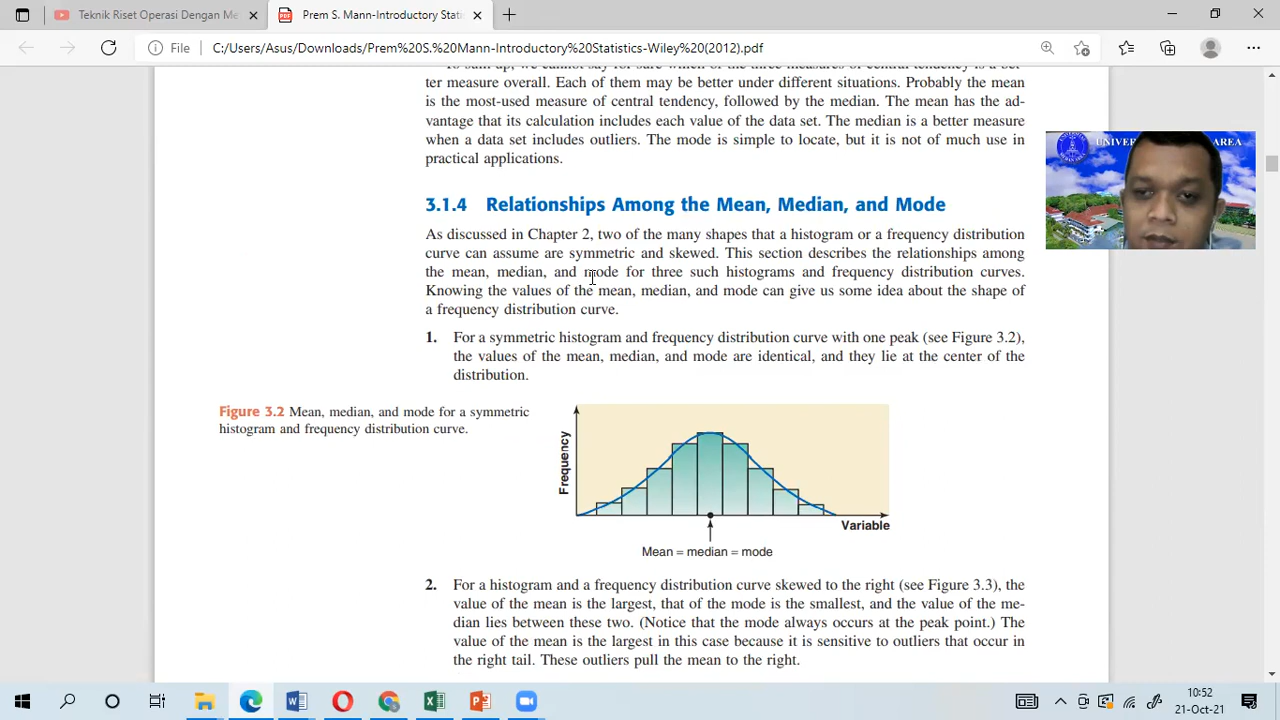 Teknik Riset Operasi Dengan Me
Prem S. Mann-Introductory Stati
File
C:/Users/Asus/Downloads/Prem%20S.%20Mann-Introductory%20Statistics-Wiley%20(2012).pdf
ter measure overall. Each of them may be better under different situations. Probably the mean
is the most-used measure of central tendency, followed by the median. The mean has the ad-
vantage that its calculation includes each value of the data set. The median is a better measure
when a data set includes outliers. The mode is simple to locate, but it is not of much use in
practical applications.
3.1.4 Relationships Among the Mean, Median, and Mode
As discussed in Chapter 2, two of the many shapes that a histogram or a frequency distribution
curve can assume are symmetric and skewed. This section describes the relationships among
the mean, median, and mode for three such histograms and frequency distribution curves.
Knowing the values of the mean, median, and mode can give us some idea about the shape of
a frequency distribution curve.
1. For a symmetric histogram and frequency distribution curve with one peak (see Figure 3.2),
the values of the mean, median, and mode are identical, and they lie at the center of the
distribution.
Figure 3.2 Mean, median, and mode for a symmetric
histogram and frequency distribution curve.
Frequency
Variable
Mean = median = mode
2. For a histogram and a frequency distribution curve skewed to the right (see Figure 3.3), the
value of the mean is the largest, that of the mode is the smallest, and the value of the me-
dian lies between these two. (Notice that the mode always occurs at the peak point.) The
value of the mean is the largest in this case because it is sensitive to outliers that occur in
the right tail. These outliers pull the mean to the right.
AREA
10:52
21-Oct-21